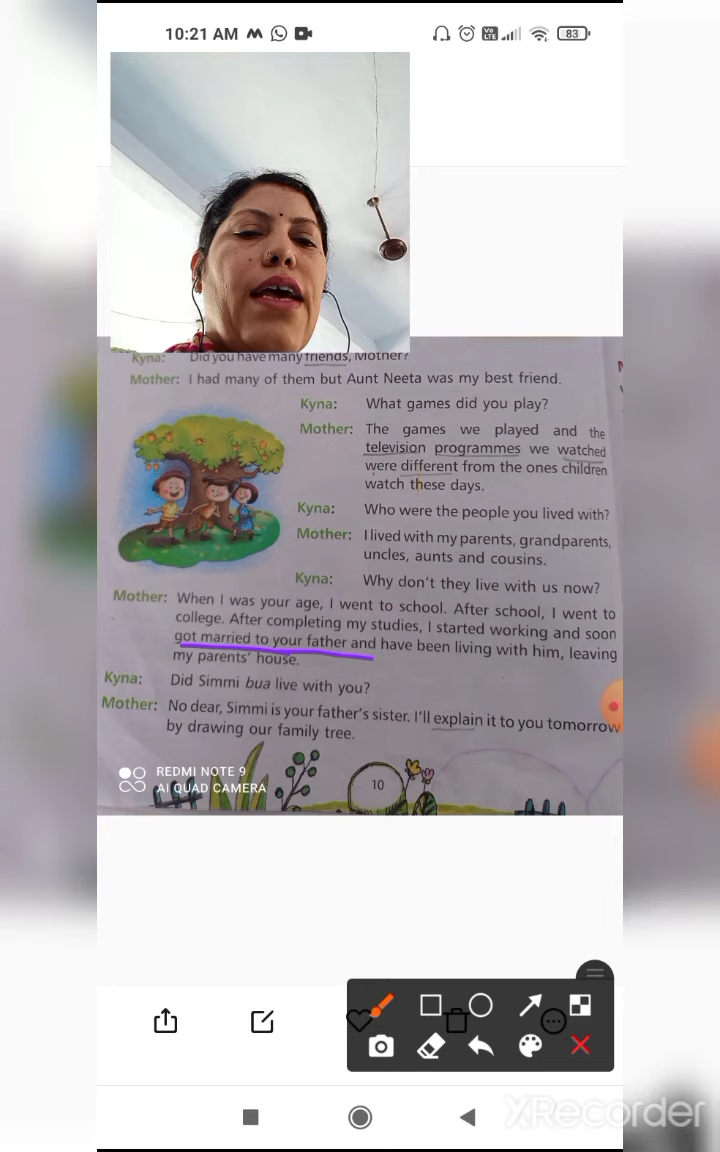 10:21 AM
Vo LTE
83
Kyna: Did you have many friends, Mother?
Mother: I had many of them but Aunt Neeta was my best friend.
Kyna: What games did you play?
Mother: The games we played and the
television programmes we watched
were different from the ones children
watch these days.
Kyna: Who were the people you lived with?
Mother: I lived with my parents, grandparents,
uncles, aunts and cousins.
Kyna: Why don't they live with us now?
Mother: When I was your age, I went to school. After school, I went to
college. After completing my studies, I started working and soon
got married to your father and have been living with him, leaving
my parents' house.
Kyna: Did Simmi bua live with you?
Mother: No dear, Simmi is your father's sister. I'll explain it to you tomorrow
by drawing our family tree.
REDMI NOTE 9
AI QUAD CAMERA
10
XRecorder